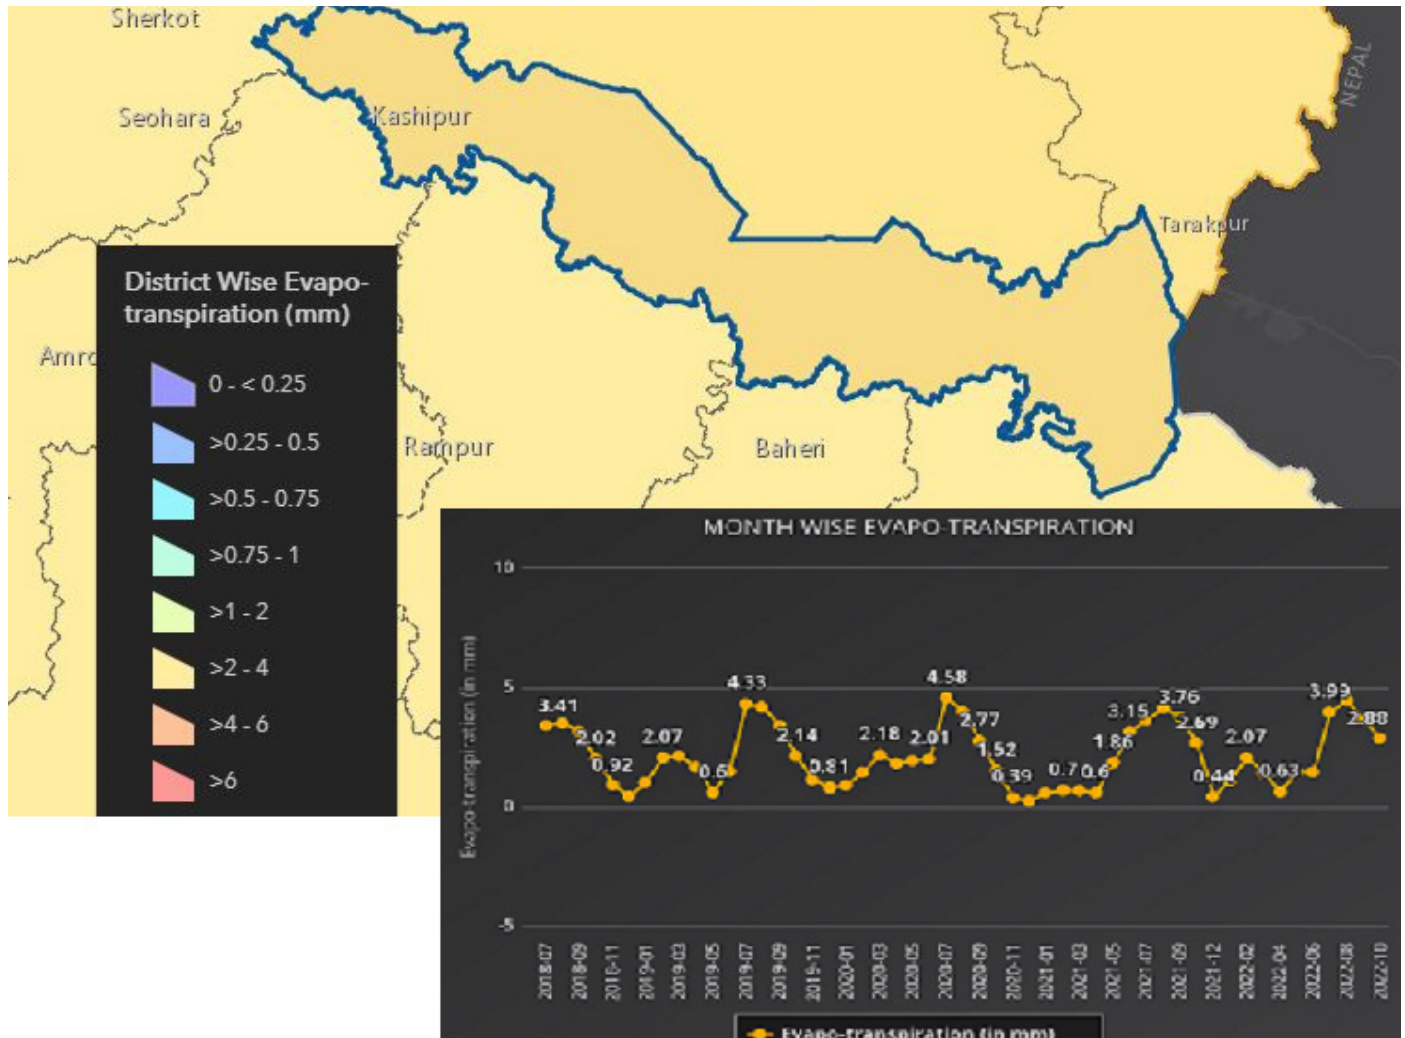 Sherkot
NEPAL
Seohara
Kashipur
Tarakpur
District Wise Evapo-
transpiration (mm)
Amro
0 - < 0.25
>0.25 - 0.5
Rampur
Baheri
>0.5 - 0.75
>0.75 - 1
>1 - 2
>2 - 4
>4 - 6
>6
MONTH WISE EVAPO-TRANSPIRATION
10
5
0
-5
Evapo-transpiration (in mm)
3.41
2.02
0.92
2.07
0.6
4.33
2.14
0.81
2.18
2.01
4.58
2.77
1.52
0.39
0.7
0.6
1.86
3.15
3.76
2.69
0.44
2.07
0.63
3.99
2.88
2018-07
2018-09
2018-11
2019-01
2019-03
2019-05
2019-07
2019-09
2019-11
2020-01
2020-03
2020-05
2020-07
2020-09
2020-11
2021-01
2021-03
2021-05
2021-07
2021-09
2021-12
2022-02
2022-04
2022-06
2022-08
2022-10
Evapo-transpiration (in mm)